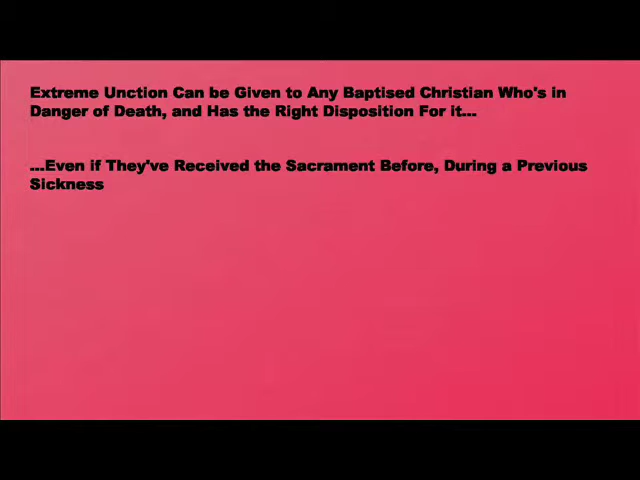 Extreme Unction Can be Given to Any Baptised Christian Who's in
Danger of Death, and Has the Right Disposition For it...
...Even if They've Received the Sacrament Before, During a Previous
Sickness